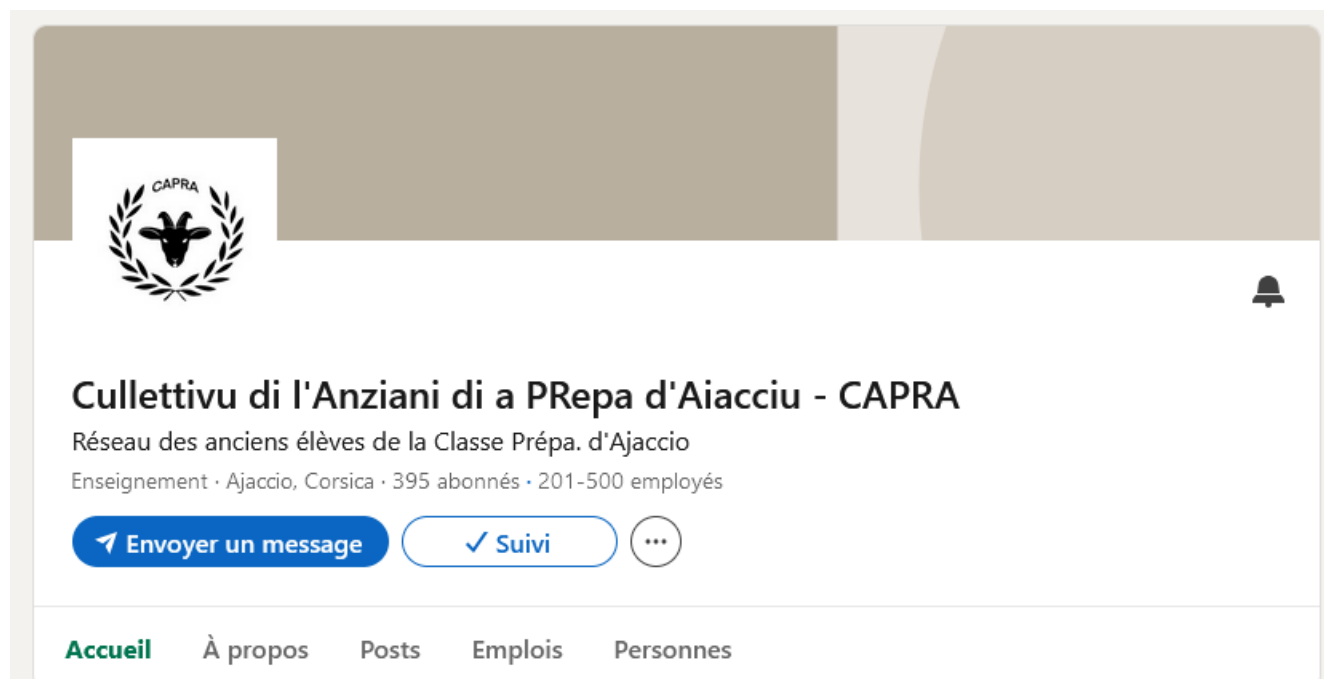 CAPRA
Cullettivu di l'Anziani di a PRepa d'Aiacciu - CAPRA
Réseau des anciens élèves de la Classe Prépa. d'Ajaccio
Enseignement · Ajaccio, Corsica · 395 abonnés · 201-500 employés
Envoyer un message Suivi
Accueil À propos Posts Emplois Personnes